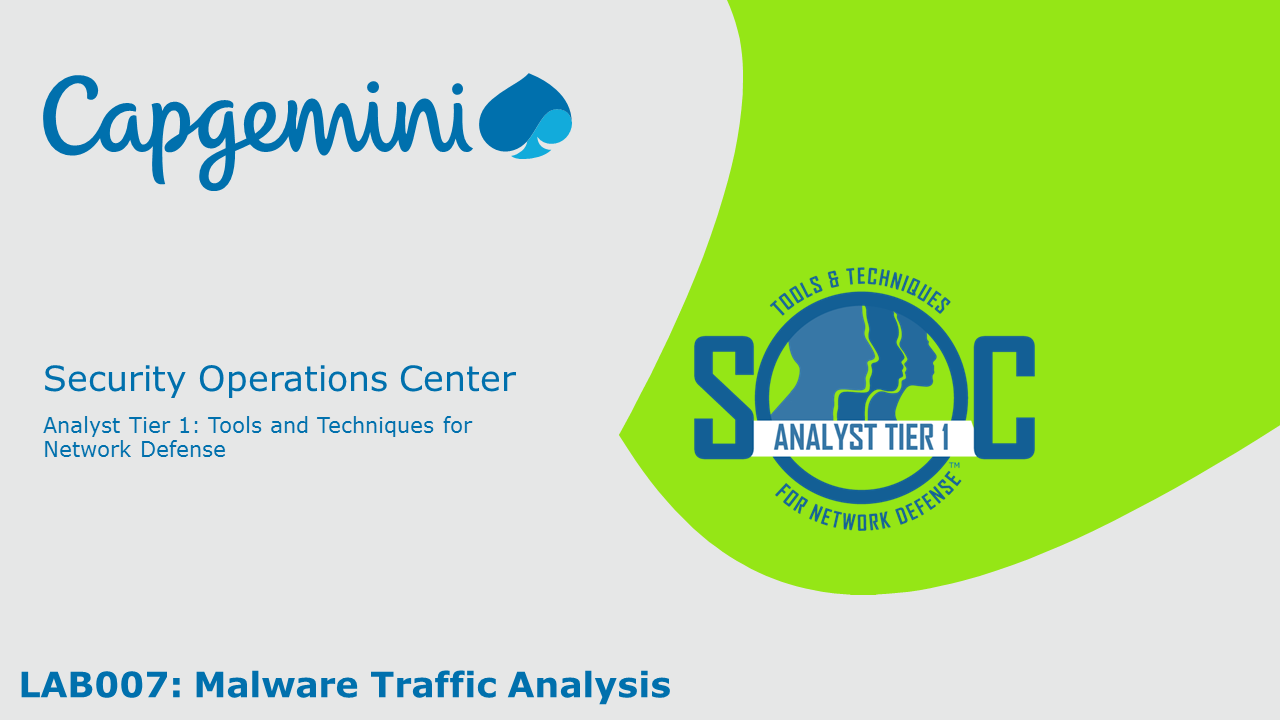 Capgemini
TOOLS & TECHNIQUES
SOC
ANALYST TIER 1
TM
FOR NETWORK DEFENSE
Security Operations Center
Analyst Tier 1: Tools and Techniques for
Network Defense
LAB007: Malware Traffic Analysis